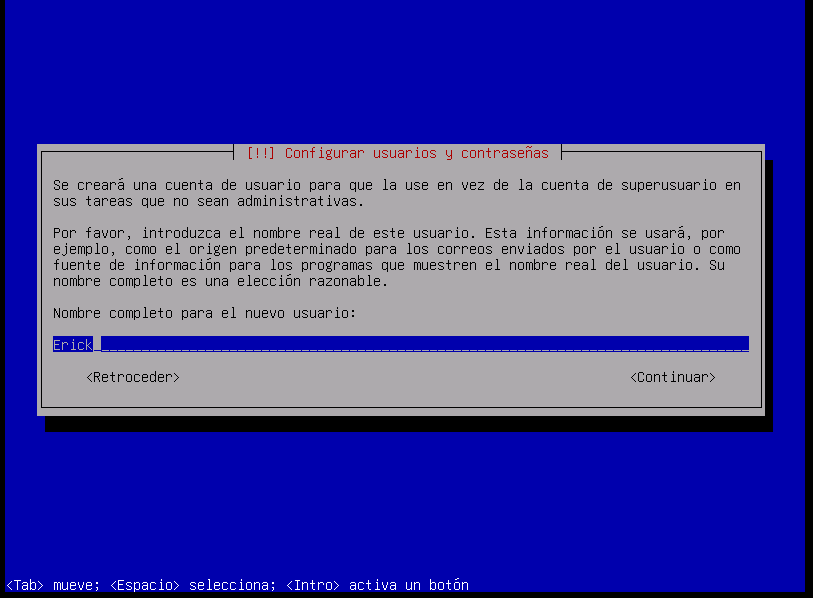 [!!] Configurar usuarios y contraseñas
Se creará una cuenta de usuario para que la use en vez de la cuenta de superusuario en
sus tareas que no sean administrativas.
Por favor, introduzca el nombre real de este usuario. Esta información se usará, por
ejemplo, como el origen predeterminado para los correos enviados por el usuario o como
fuente de información para los programas que muestren el nombre real del usuario. Su
nombre completo es una elección razonable.
Nombre completo para el nuevo usuario:
Erick
<Retroceder> <Continuar>
<Tab> mueve; <Espacio> selecciona; <Intro> activa un botón